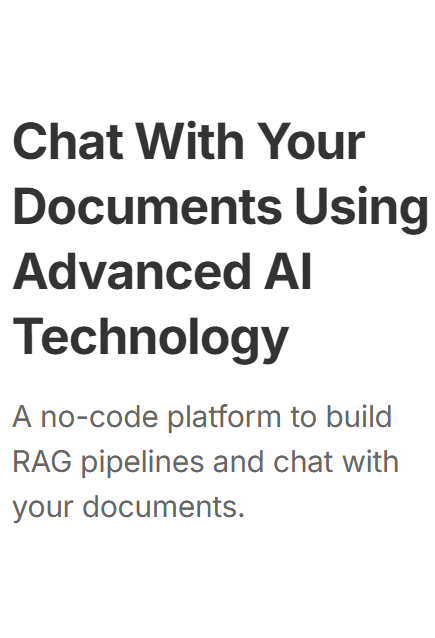 Chat With Your
Documents Using
Advanced AI
Technology
A no-code platform to build
RAG pipelines and chat with
your documents.